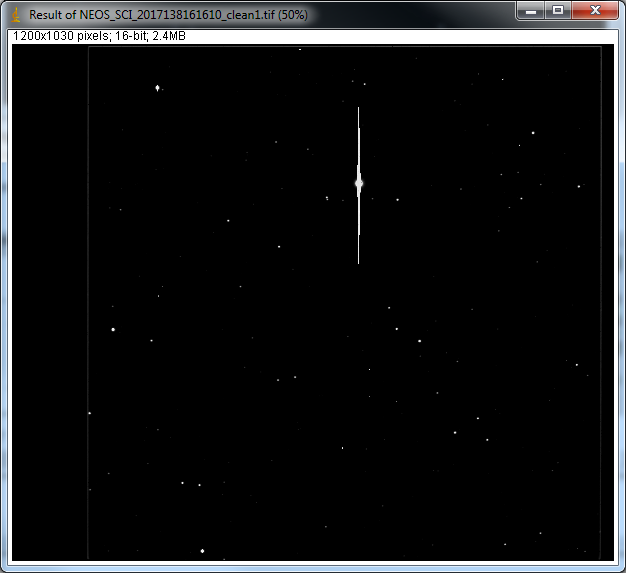 Result of NEOS_SCI_2017138161610_clean1.tif (50%)
1200x1030 pixels; 16-bit; 2.4MB